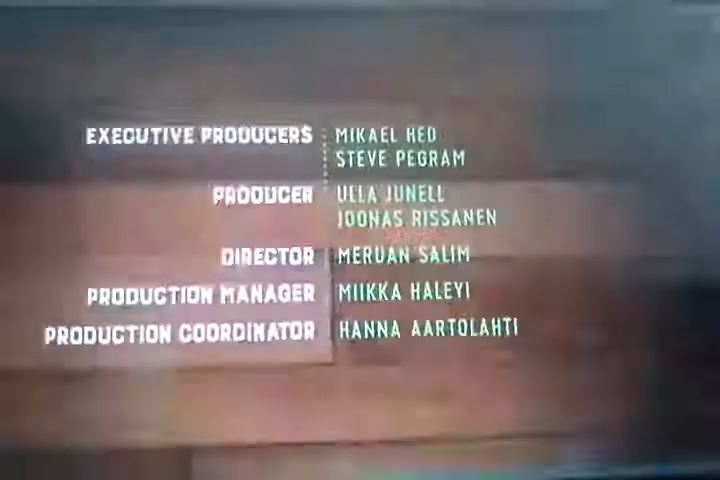 EXECUTIVE PRODUCERS MIKAEL HED
STEVE PEGRAM
PRODUCER ULLA JUNELL
JOONAS RISSANEN
DIRECTOR MERUAN SALIM
PRODUCTION MANAGER MIIKKA HALEYI
PRODUCTION COORDINATOR HANNA AARTOLAHTI